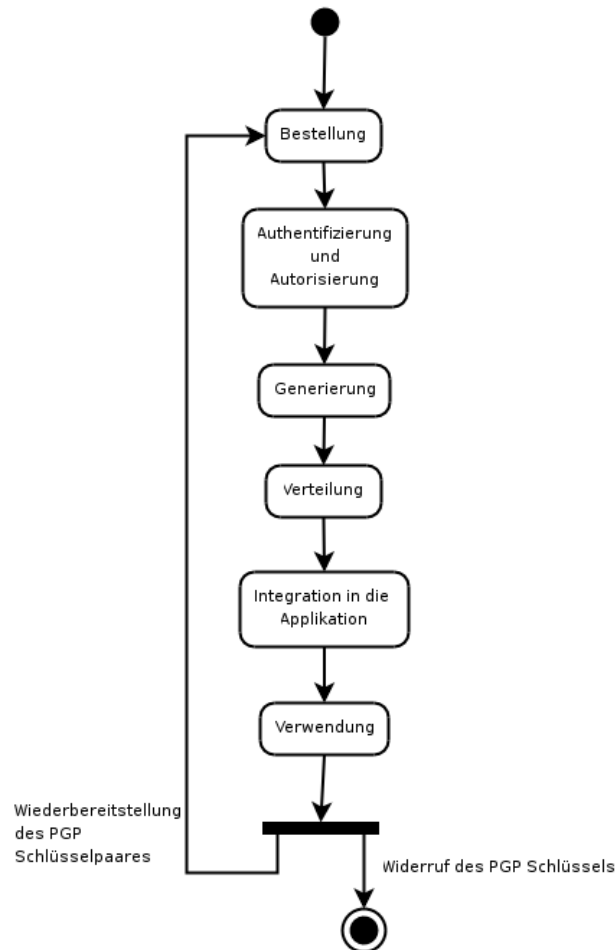 Bestellung
Authentifizierung
und
Autorisierung
Generierung
Verteilung
Integration in die
Applikation
Verwendung
Wiederbereitstellung
des PGP
Schlüsselpaares
Widerruf des PGP Schlüssels